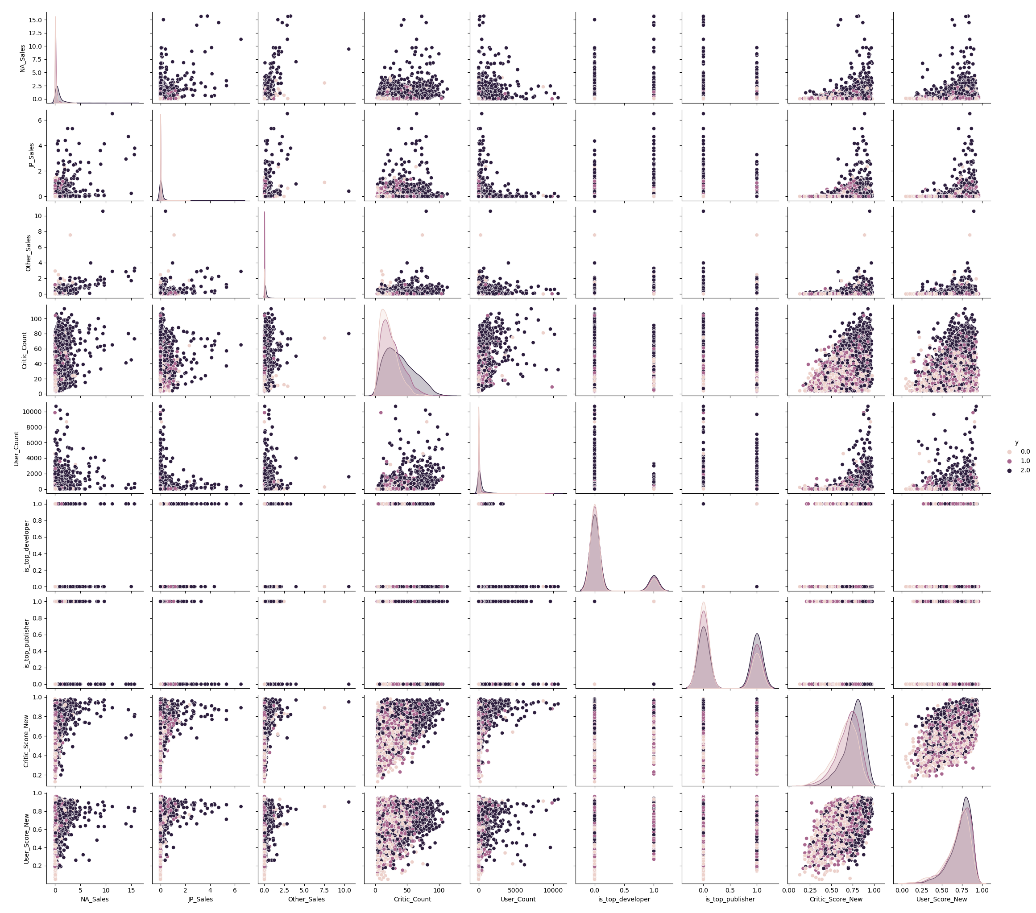 NA_Sales
15.0
12.5
10.0
7.5
5.0
2.5
0.0
JP_Sales
6
4
2
0
Other_Sales
10
8
6
4
2
0
Critic_Count
100
80
60
40
20
0
User_Count
10000
8000
6000
4000
2000
0
y
0.0
1.0
2.0
is_top_developer
1.0
0.8
0.6
0.4
0.2
0.0
is_top_publisher
1.0
0.8
0.6
0.4
0.2
0.0
Critic_Score_New
1.0
0.8
0.6
0.4
0.2
User_Score_New
1.0
0.8
0.6
0.4
0.2
0 5 10 15
NA_Sales
0 2 4 6
JP_Sales
0.0 2.5 5.0 7.5 10.0
Other_Sales
0 50 100
Critic_Count
0 5000 10000
User_Count
0.0 0.5 1.0
is_top_developer
0.0 0.5 1.0
is_top_publisher
0.00 0.25 0.50 0.75 1.00
Critic_Score_New
0.00 0.25 0.50 0.75 1.00
User_Score_New